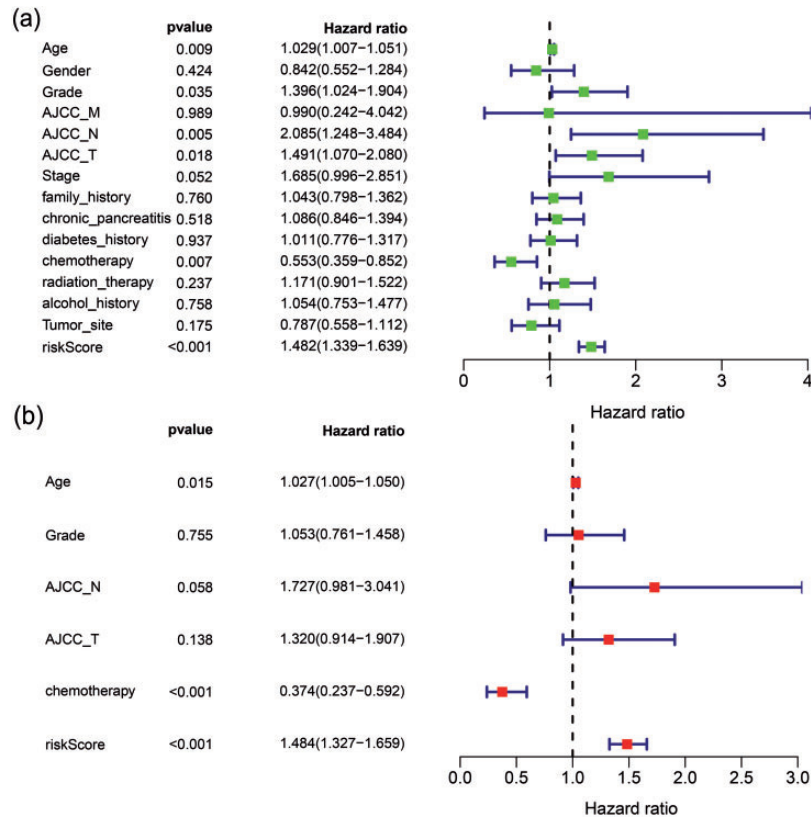 (a)
pvalue Hazard ratio
Age 0.009 1.029(1.007−1.051)
Gender 0.424 0.842(0.552−1.284)
Grade 0.035 1.396(1.024−1.904)
AJCC_M 0.989 0.990(0.242−4.042)
AJCC_N 0.005 2.085(1.248−3.484)
AJCC_T 0.018 1.491(1.070−2.080)
Stage 0.052 1.685(0.996−2.851)
family_history 0.760 1.043(0.798−1.362)
chronic_pancreatitis 0.518 1.086(0.846−1.394)
diabetes_history 0.937 1.011(0.776−1.317)
chemotherapy 0.007 0.553(0.359−0.852)
radiation_therapy 0.237 1.171(0.901−1.522)
alcohol_history 0.758 1.054(0.753−1.477)
Tumor_site 0.175 0.787(0.558−1.112)
riskScore <0.001 1.482(1.339−1.639)
0 1 2 3 4
Hazard ratio
(b)
pvalue Hazard ratio
Age 0.015 1.027(1.005−1.050)
Grade 0.755 1.053(0.761−1.458)
AJCC_N 0.058 1.727(0.981−3.041)
AJCC_T 0.138 1.320(0.914−1.907)
chemotherapy <0.001 0.374(0.237−0.592)
riskScore <0.001 1.484(1.327−1.659)
0.0 0.5 1.0 1.5 2.0 2.5 3.0
Hazard ratio